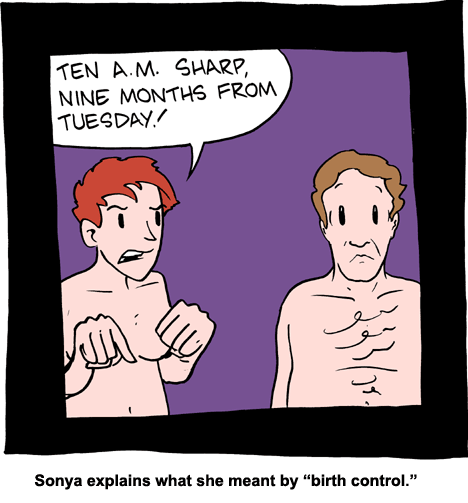 TEN A.M. SHARP,
NINE MONTHS FROM
TUESDAY!
Sonya explains what she meant by “birth control.”